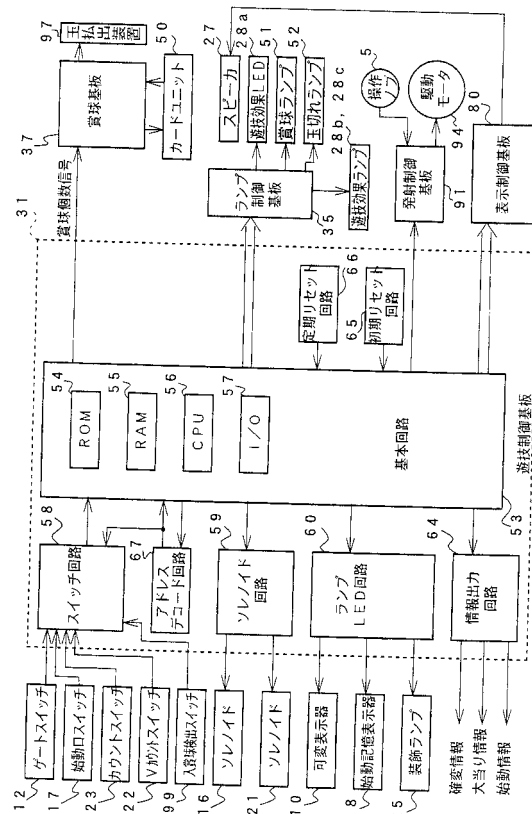 31
12
ゲートスイッチ
17
始動口スイッチ
23
カウントスイッチ
22
Vカウントスイッチ
99
入賞球検出スイッチ
16
ソレノイド
21
ソレノイド
10
可変表示器
8
始動記憶表示器
5
装飾ランプ
確変情報
大当り情報
始動情報
58
スイッチ回路
67
アドレス
デコード回路
59
ソレノイド
回路
60
ランプ
LED回路
64
情報出力
回路
54
ROM
55
RAM
56
CPU
57
I/O
基本回路
53
遊技制御基板
66
定期リセット
回路
65
初期リセット
回路
賞球個数信号
37
賞球基板
97
玉払出装置
50
カードユニット
35
ランプ
制御基板
27
スピーカ
28a
遊技効果LED
51
賞球ランプ
52
玉切れランプ
28b, 28c
遊技効果ランプ
5
操作
ノブ
駆動
モータ
94
発射制御
基板
91
80
表示制御基板